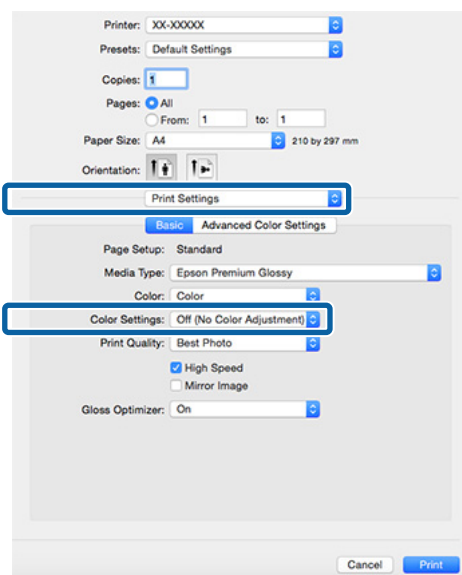 Printer: XX-XXXXX
Presets: Default Settings
Copies: 1
Pages: All
From: 1 to: 1
Paper Size: A4 210 by 297 mm
Orientation:
Print Settings
Basic Advanced Color Settings
Page Setup: Standard
Media Type: Epson Premium Glossy
Color: Color
Color Settings: Off (No Color Adjustment)
Print Quality: Best Photo
High Speed
Mirror Image
Gloss Optimizer: On
Cancel Print